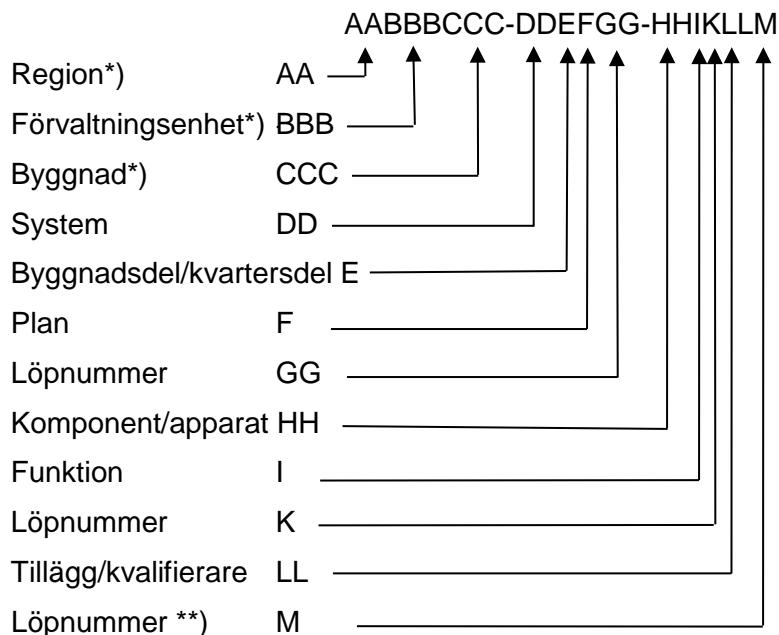 AABBBCCC-DDEFGG-HHIKLLM
Region*) AA
Förvaltningsenhet*) BBB
Byggnad*) CCC
System DD
Byggnadsdel/kvartersdel E
Plan F
Löpnummer GG
Komponent/apparat HH
Funktion I
Löpnummer K
Tillägg/kvalifierare LL
Löpnummer **) M